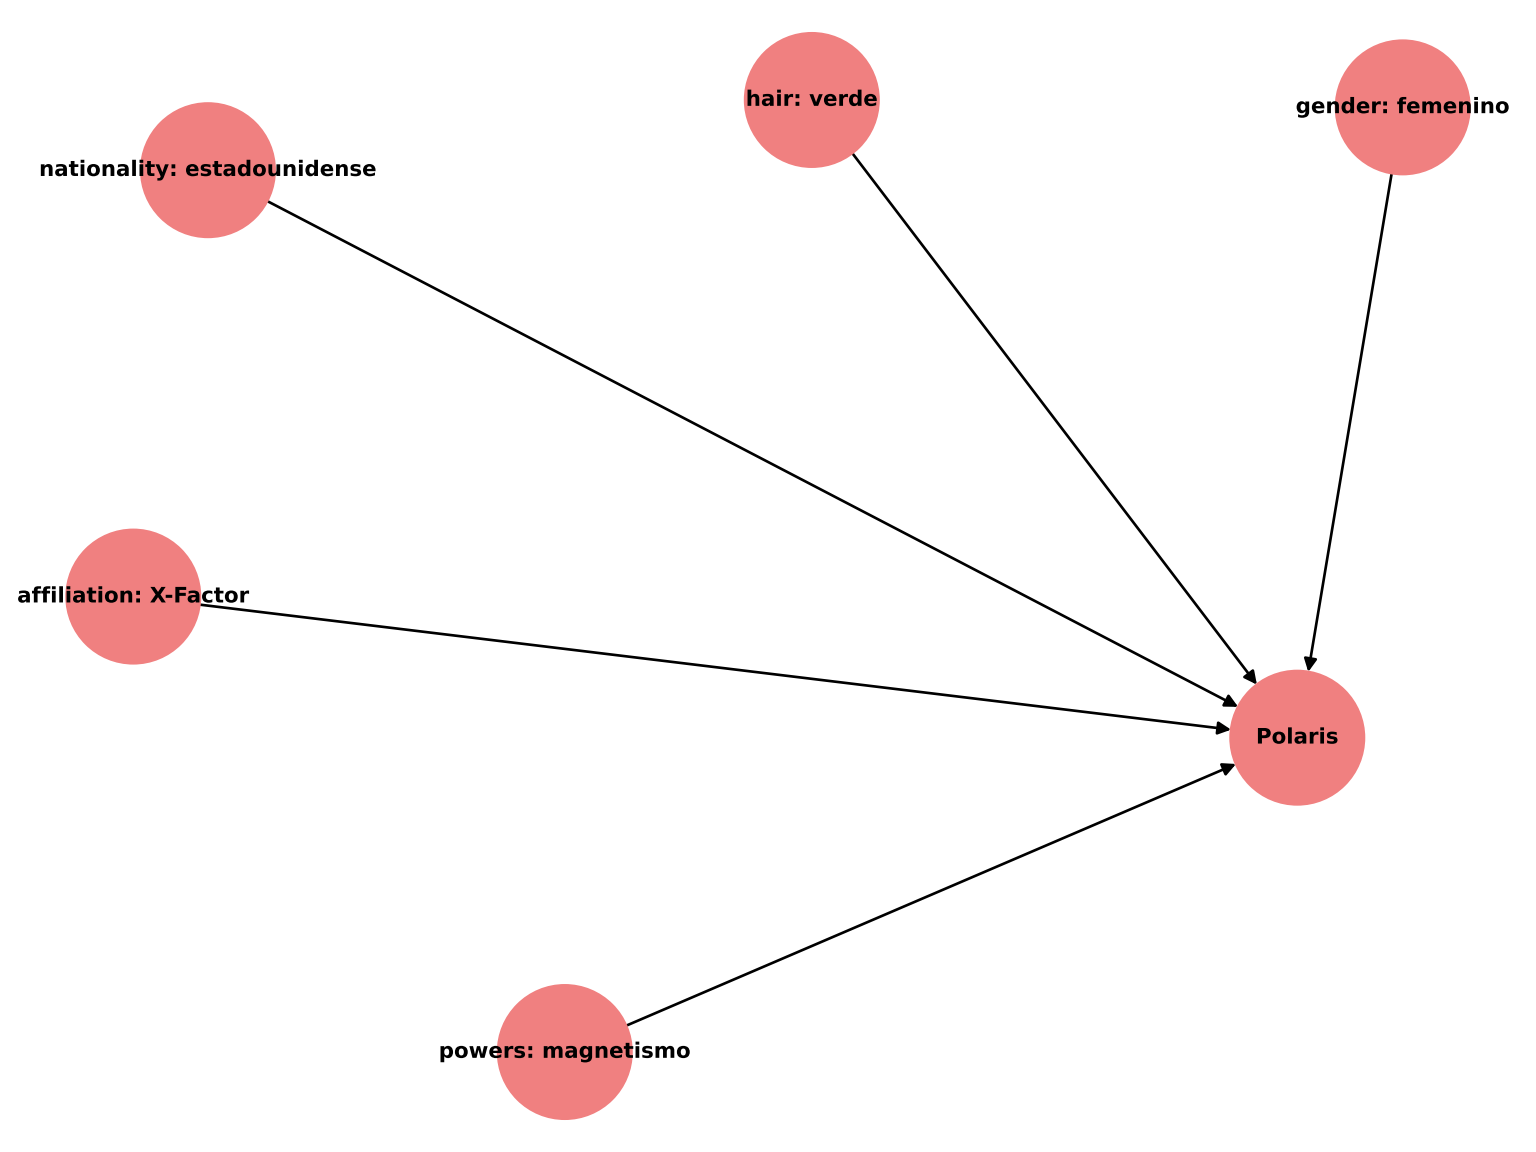 hair: verde
gender: femenino
nationality: estadounidense
affiliation: X-Factor
Polaris
powers: magnetismo